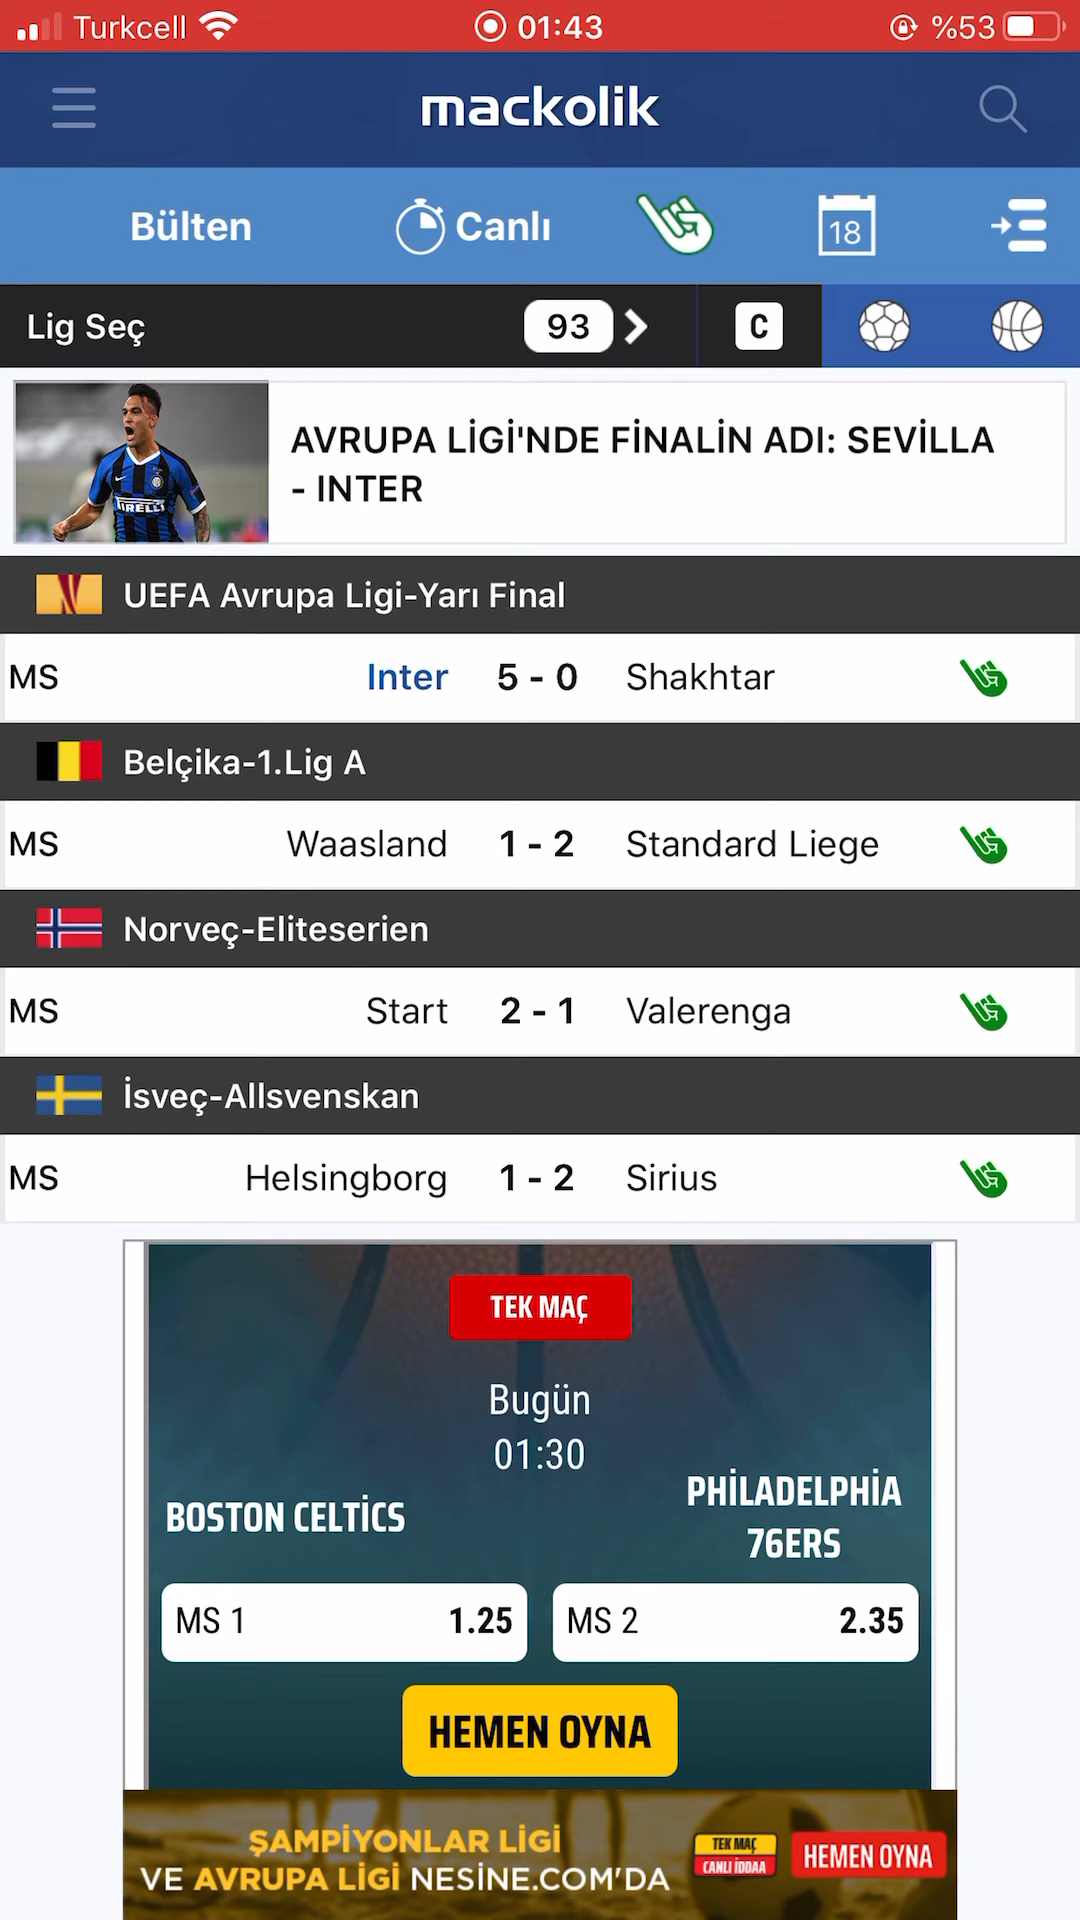 Turkcell 01:43 %53
mackolik
Bülten Canlı 18
Lig Seç 93 C
AVRUPA LİGİ'NDE FİNALİN ADI: SEVİLLA
- INTER
UEFA Avrupa Ligi-Yarı Final
MS Inter 5 - 0 Shakhtar
Belçika-1.Lig A
MS Waasland 1 - 2 Standard Liege
Norveç-Eliteserien
MS Start 2 - 1 Valerenga
İsveç-Allsvenskan
MS Helsingborg 1 - 2 Sirius
TEK MAÇ
Bugün
01:30
BOSTON CELTİCS
PHİLADELPHİA
76ERS
MS 1 1.25 MS 2 2.35
HEMEN OYNA
ŞAMPİYONLAR LİGİ
VE AVRUPA LİGİ NESİNE.COM'DA
TEK MAÇ
CANLI İDDAA
HEMEN OYNA
IRELLI